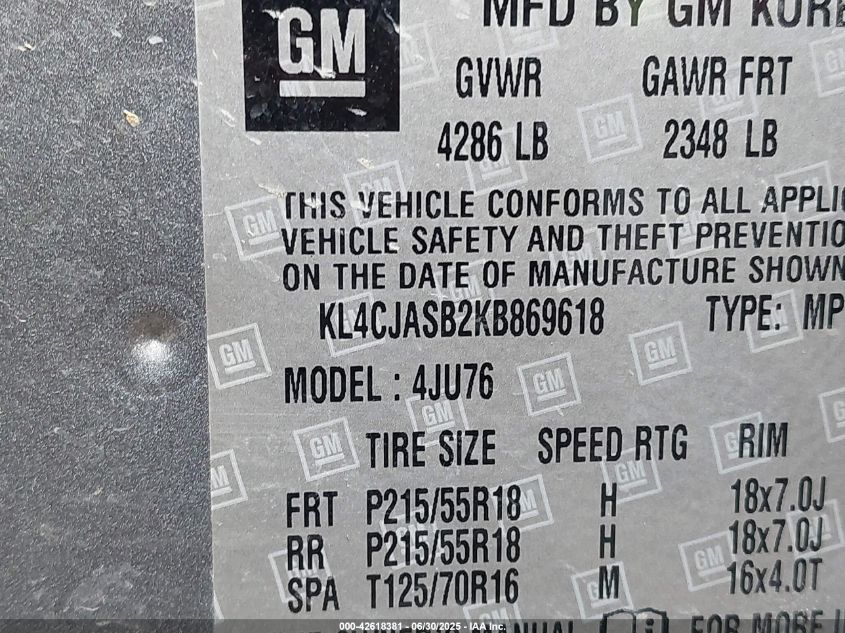 GM
MFD BY GM KORE
GVWR GAWR FRT
4286 LB 2348 LB
THIS VEHICLE CONFORMS TO ALL APPLIC
VEHICLE SAFETY AND THEFT PREVENTIO
ON THE DATE OF MANUFACTURE SHOWN
KL4CJASB2KB869618 TYPE: MP
MODEL : 4JU76
TIRE SIZE SPEED RTG RIM
FRT P215/55R18 H 18x7.0J
RR P215/55R18 H 18x7.0J
SPA T125/70R16 M 16x4.0T
MANUAL FOR MORE
000-42618381 - 06/30/2025 - IAA Inc.